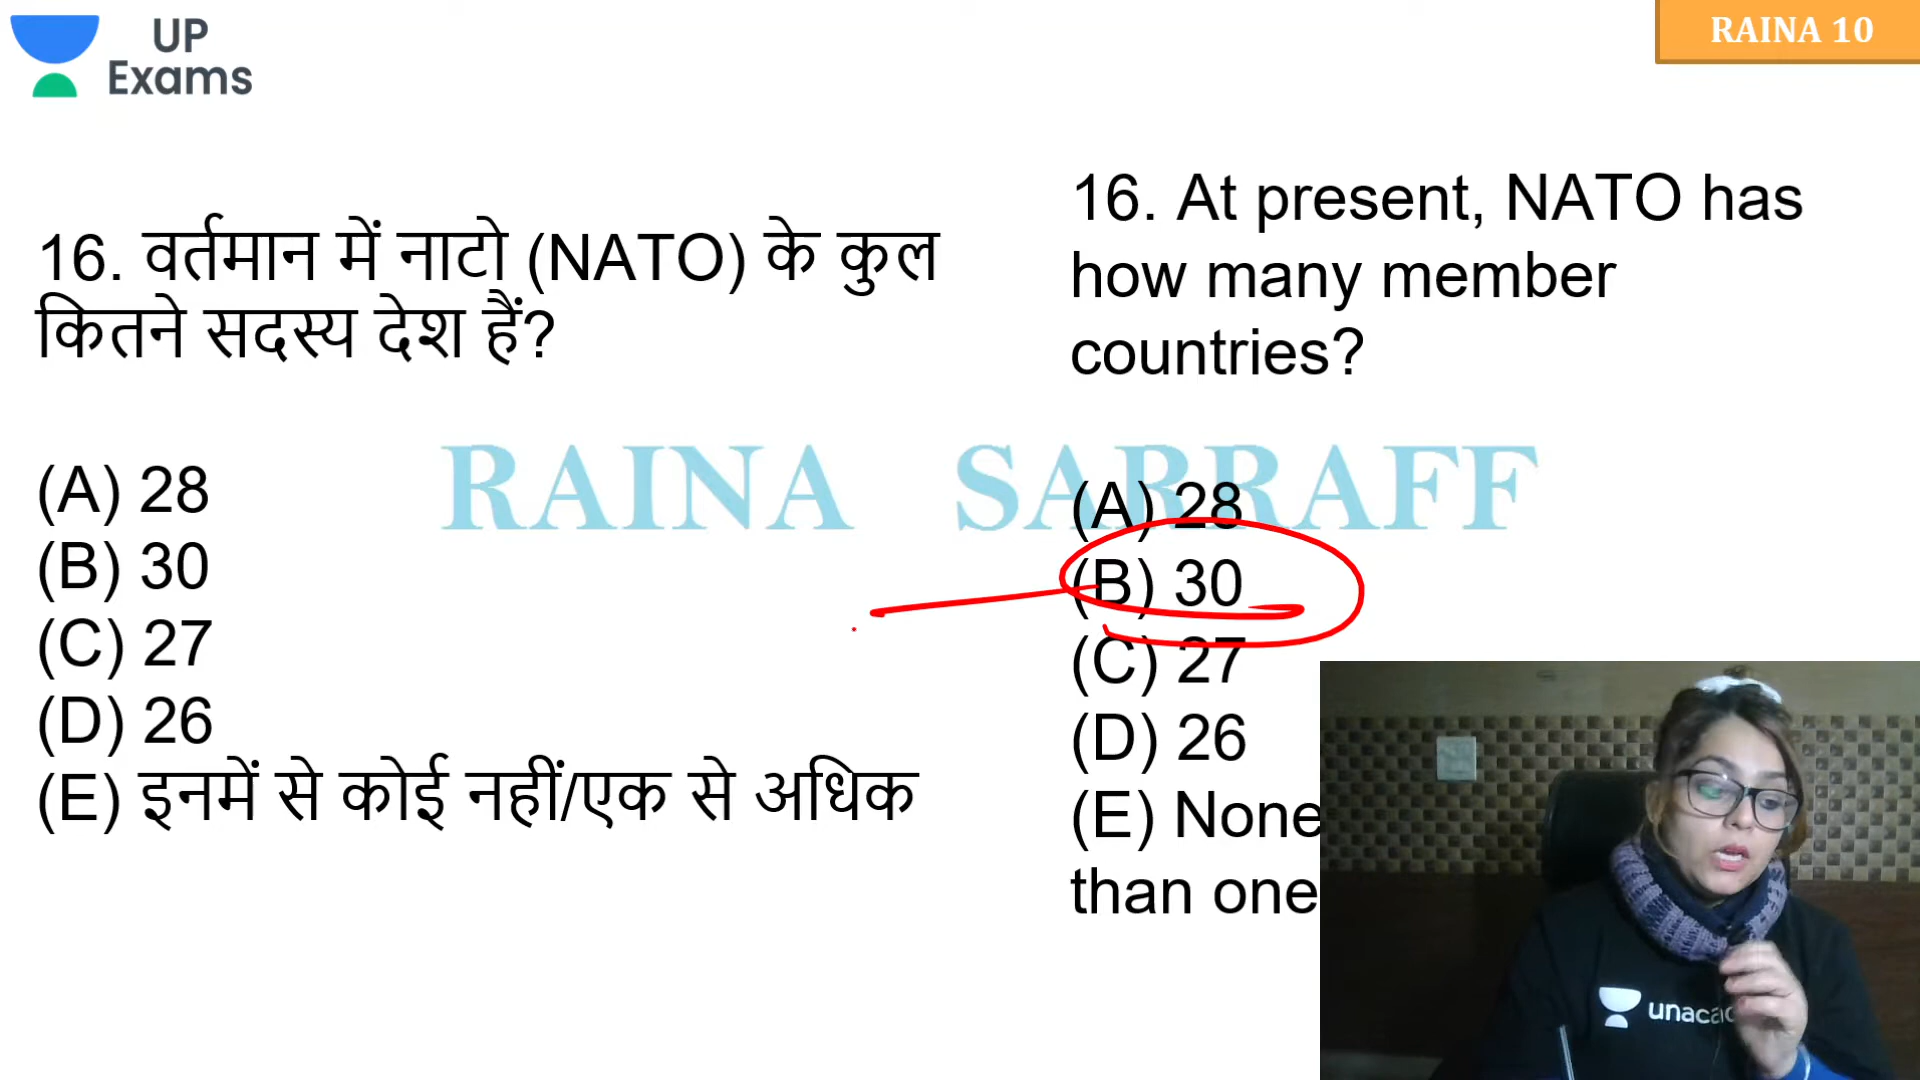 UP
Exams
RAINA 10
16. वर्तमान में नाटो (NATO) के कुल
कितने सदस्य देश हैं?
(A) 28
(B) 30
(C) 27
(D) 26
(E) इनमें से कोई नहीं/एक से अधिक
16. At present, NATO has
how many member
countries?
(A) 28
(B) 30
(C) 27
(D) 26
(E) None
than one
RAINA SARRAFF